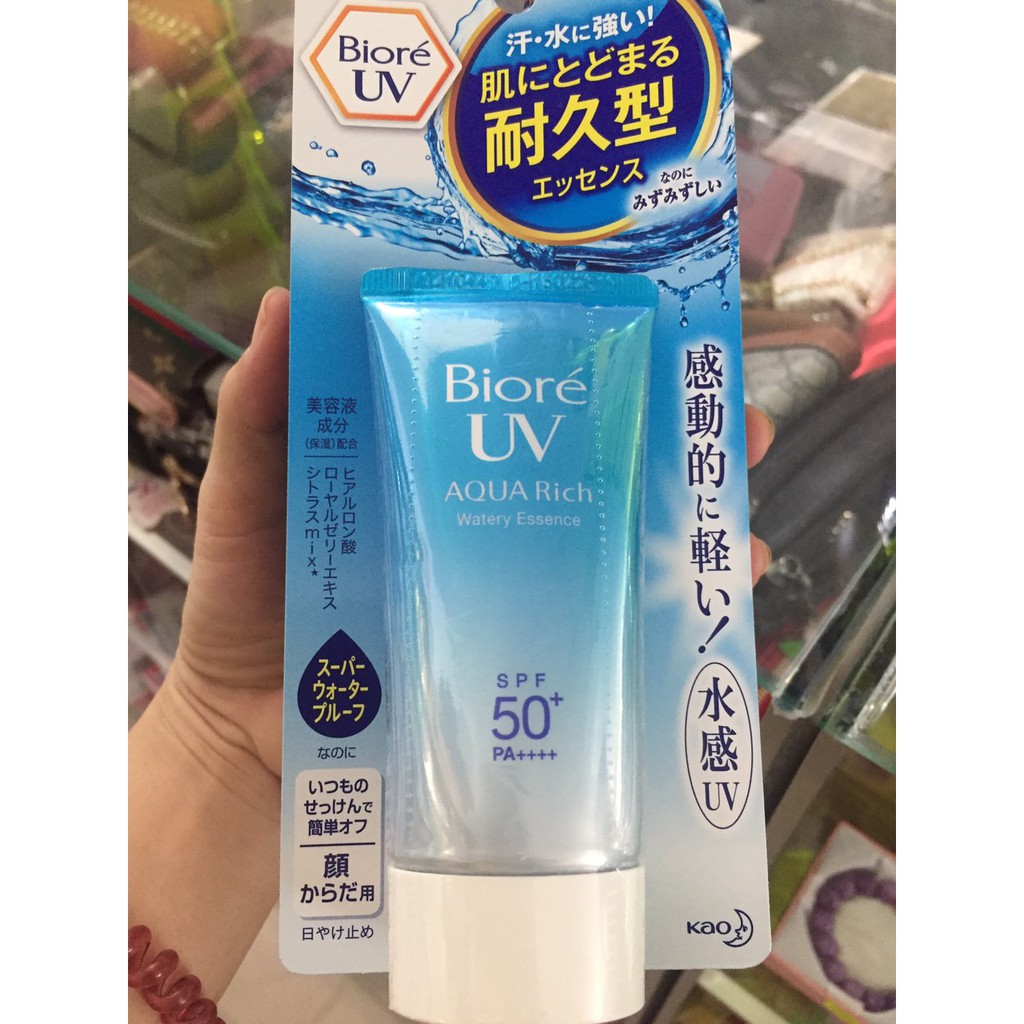 Bioré
UV
汗・水に強い!
肌にとどまる
耐久型
エッセンス
なのに
みずみずしい
Bioré
UV
AQUA Rich
Watery Essence
SPF
50+
PA++++
感動的に軽い!
水感UV
美容液
成分
(保湿)配合
ヒアルロン酸
ローヤルゼリーエキス
シトラスmix★
スーパー
ウォーター
プルーフ
なのに
いつもの
せっけんで
簡単オフ
顔
からだ用
日やけ止め
Kao